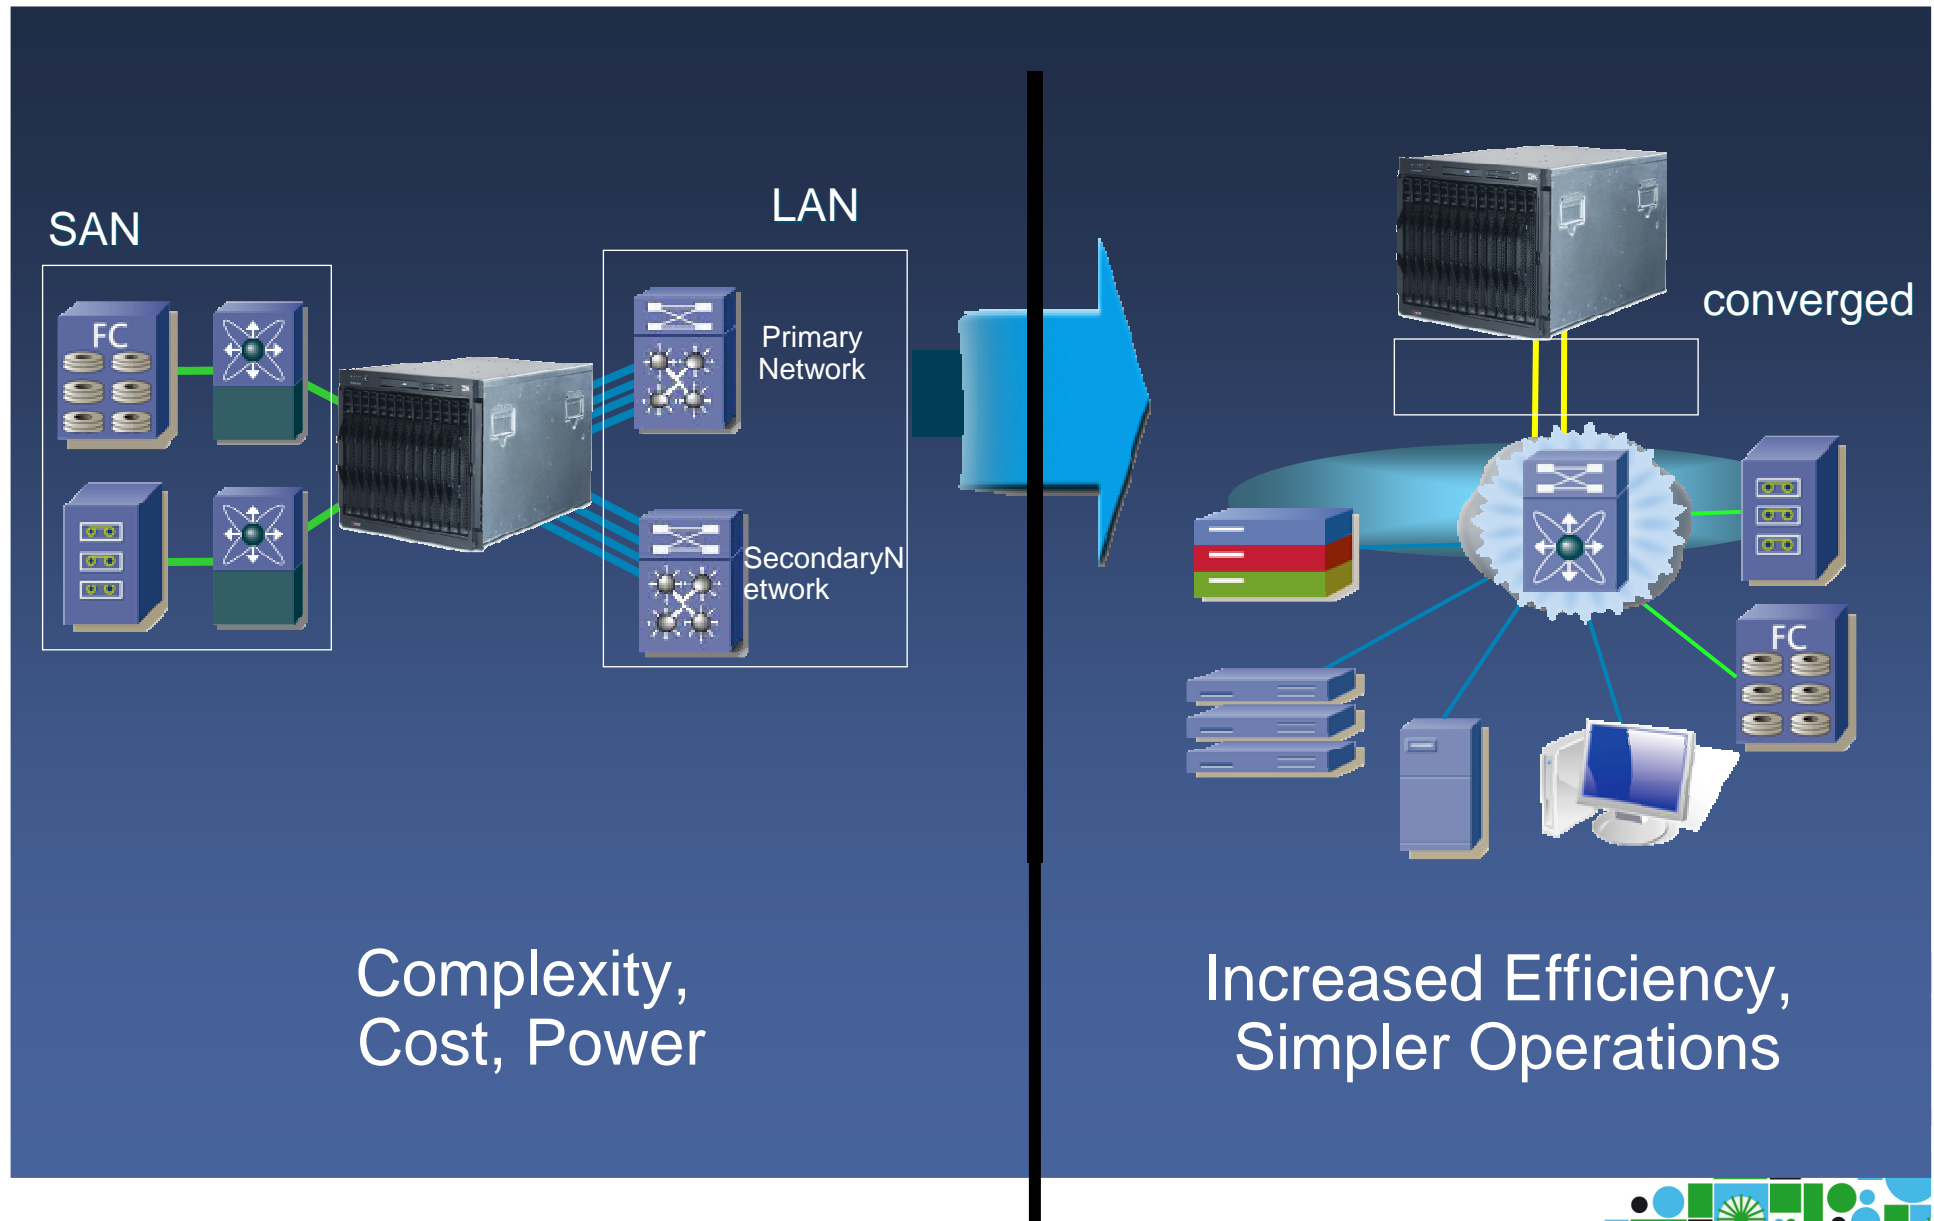 SAN
LAN
FC
Primary
Network
SecondaryN
etwork
converged
FC
Complexity,
Cost, Power
Increased Efficiency,
Simpler Operations